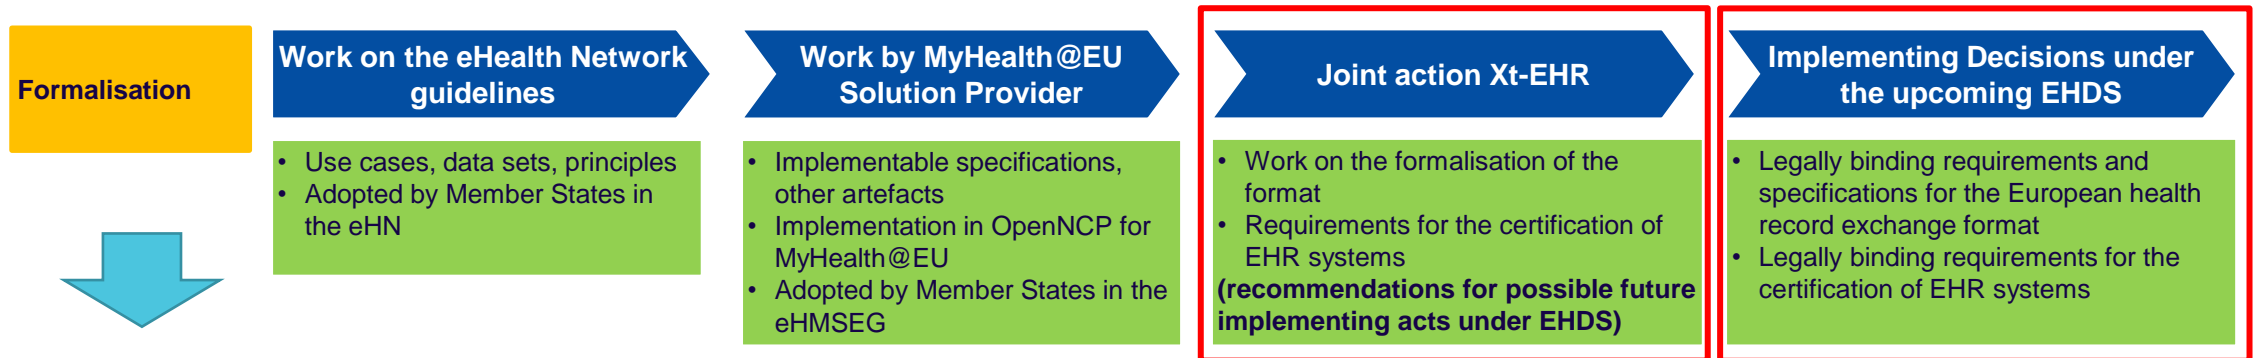 Formalisation
Work on the eHealth Network
guidelines
• Use cases, data sets, principles
• Adopted by Member States in
the eHN
Work by MyHealth@EU
Solution Provider
• Implementable specifications,
other artefacts
• Implementation in OpenNCP for
MyHealth@EU
• Adopted by Member States in the
eHMSEG
Joint action Xt-EHR
• Work on the formalisation of the
format
• Requirements for the certification of
EHR systems
(recommendations for possible future
implementing acts under EHDS)
Implementing Decisions under
the upcoming EHDS
• Legally binding requirements and
specifications for the European health
record exchange format
• Legally binding requirements for the
certification of EHR systems